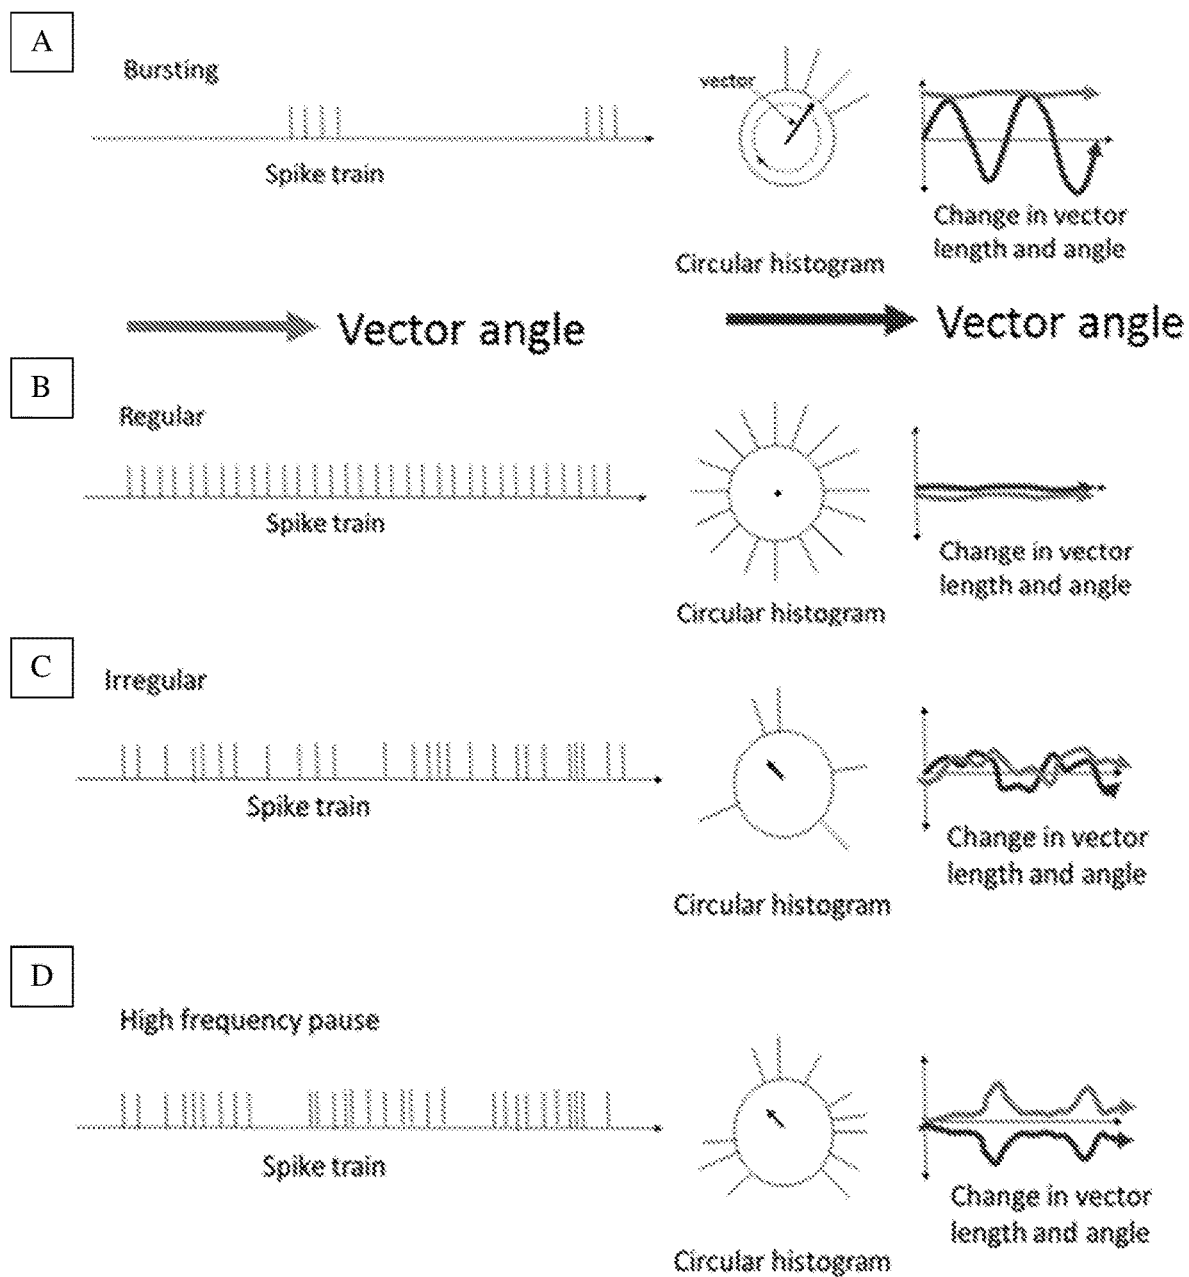 A
Bursting
vector
Spike train
Circular histogram
Change in vector
length and angle
Vector angle
Vector angle
B
Regular
Spike train
Circular histogram
Change in vector
length and angle
C
Irregular
Spike train
Circular histogram
Change in vector
length and angle
D
High frequency pause
Spike train
Circular histogram
Change in vector
length and angle